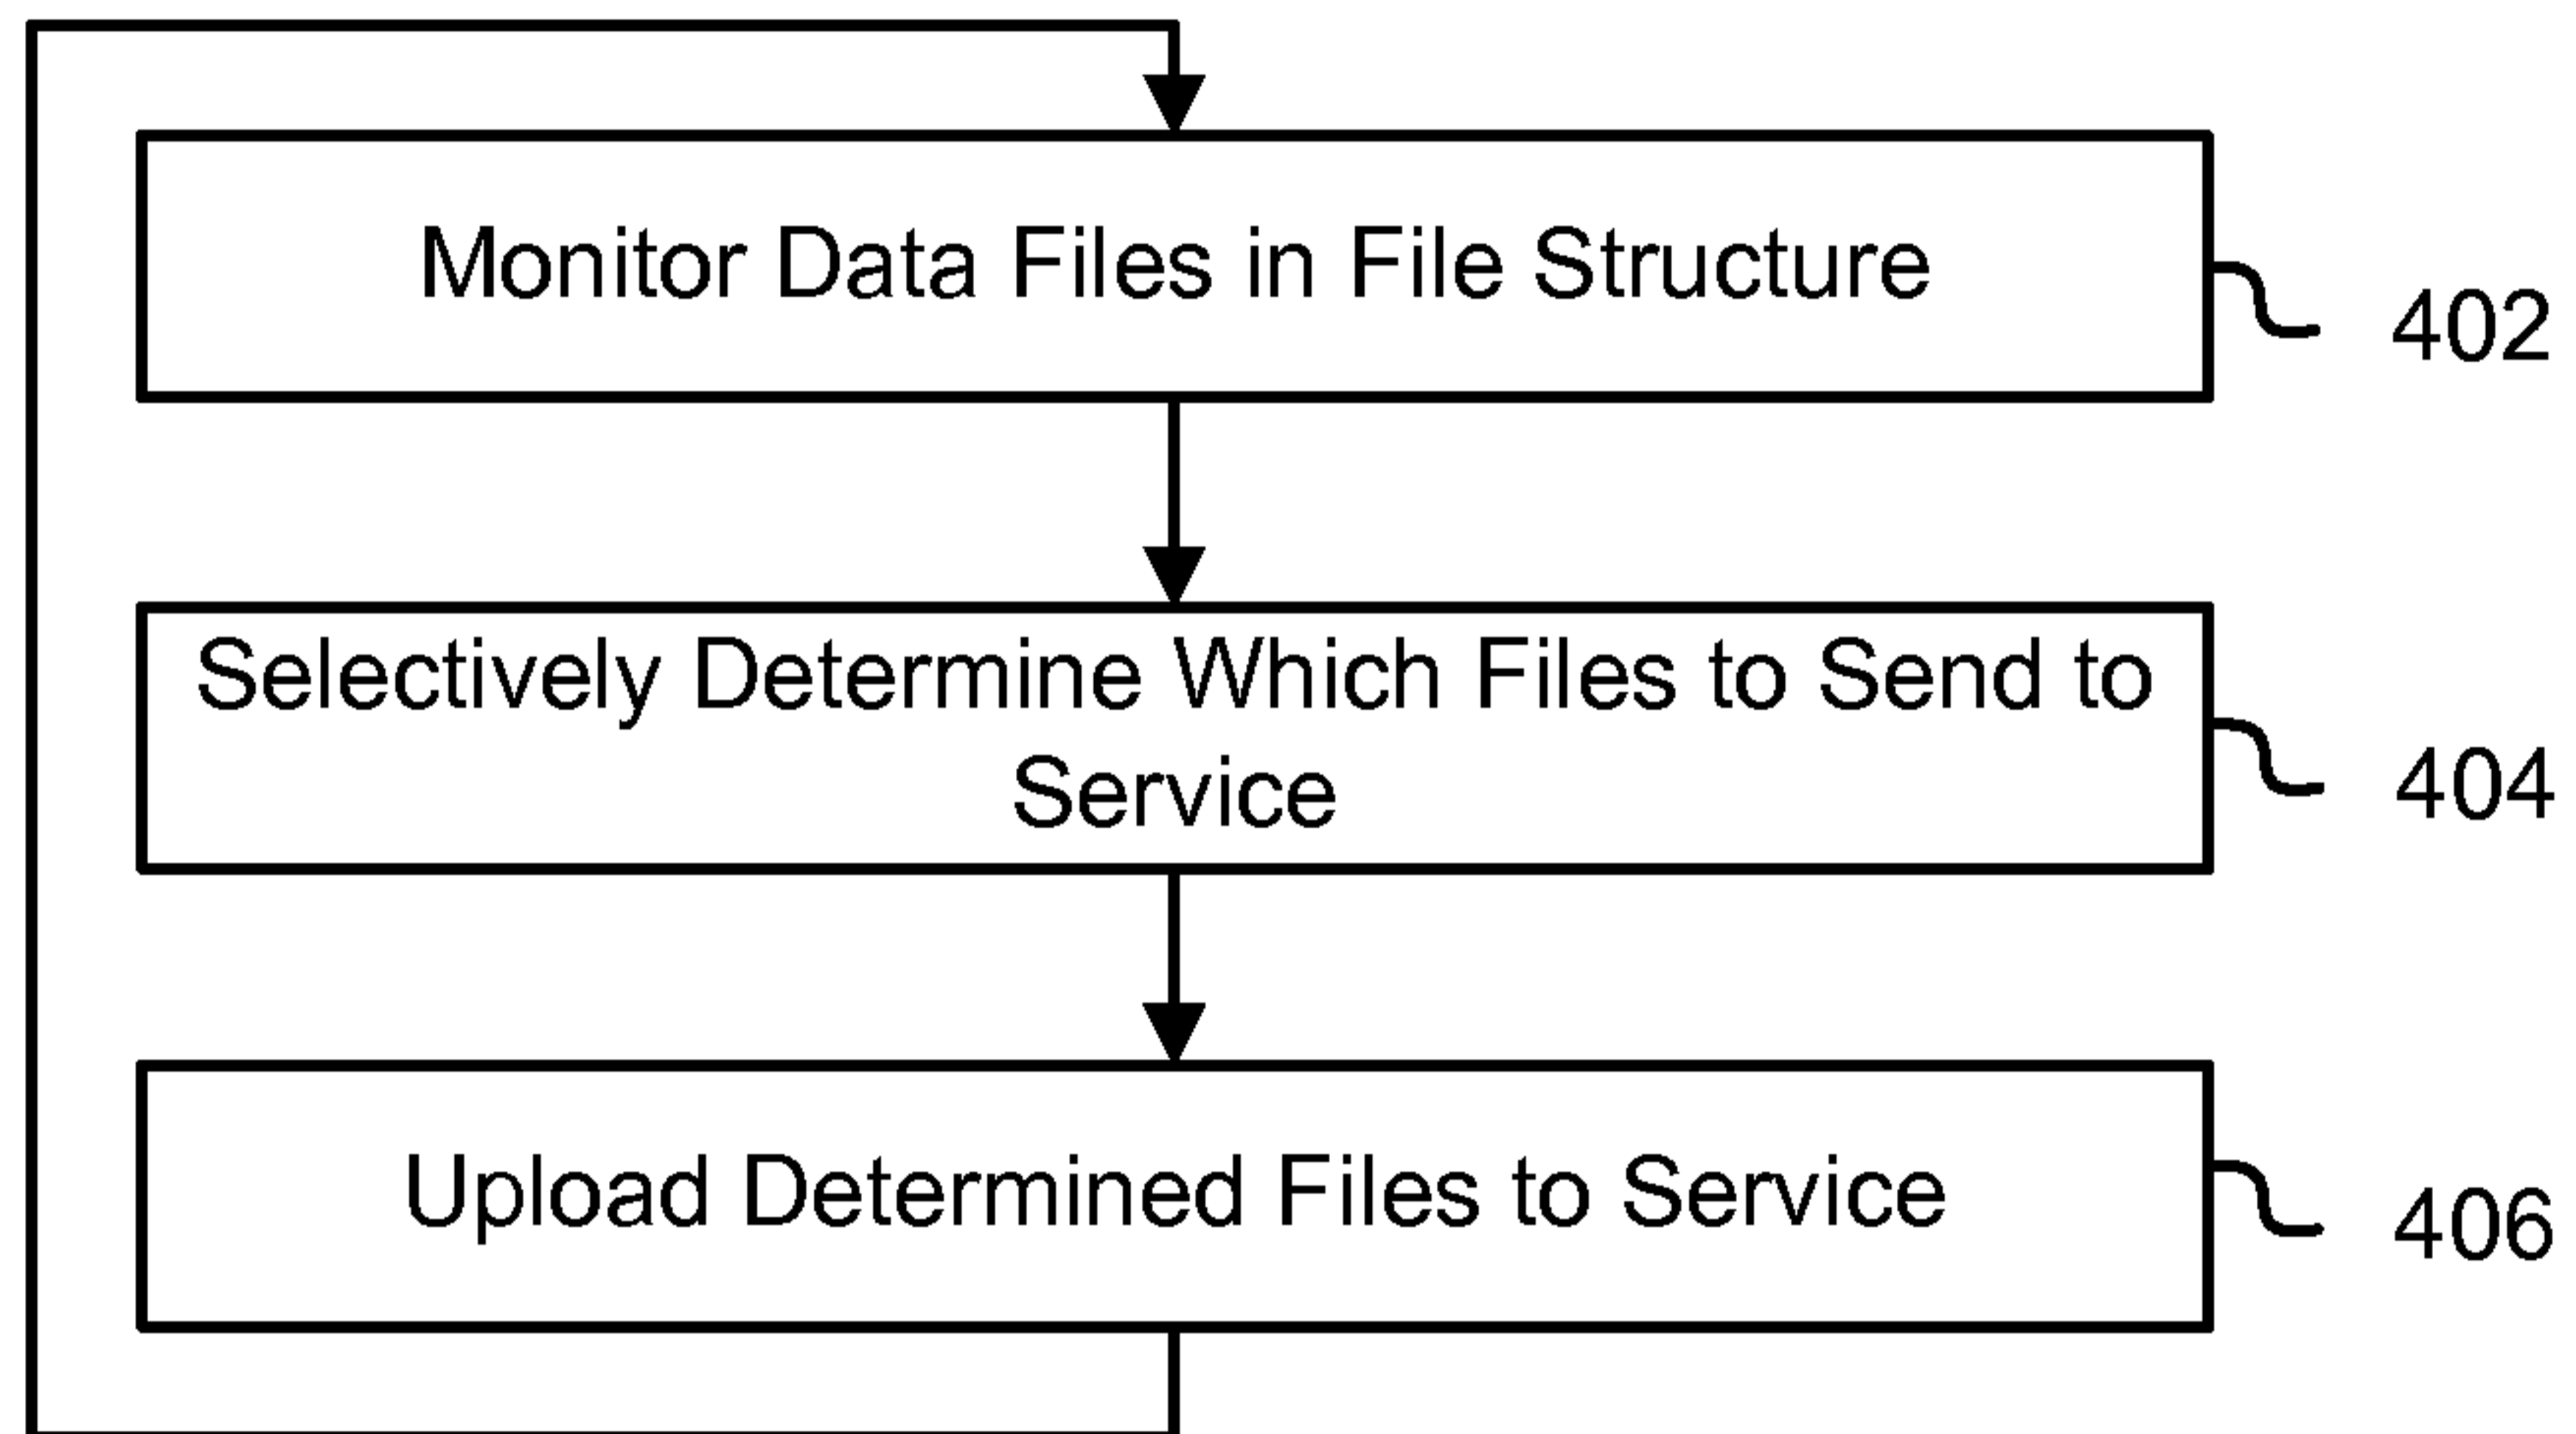 Monitor Data Files in File Structure
402
Selectively Determine Which Files to Send to
Service
404
Upload Determined Files to Service
406